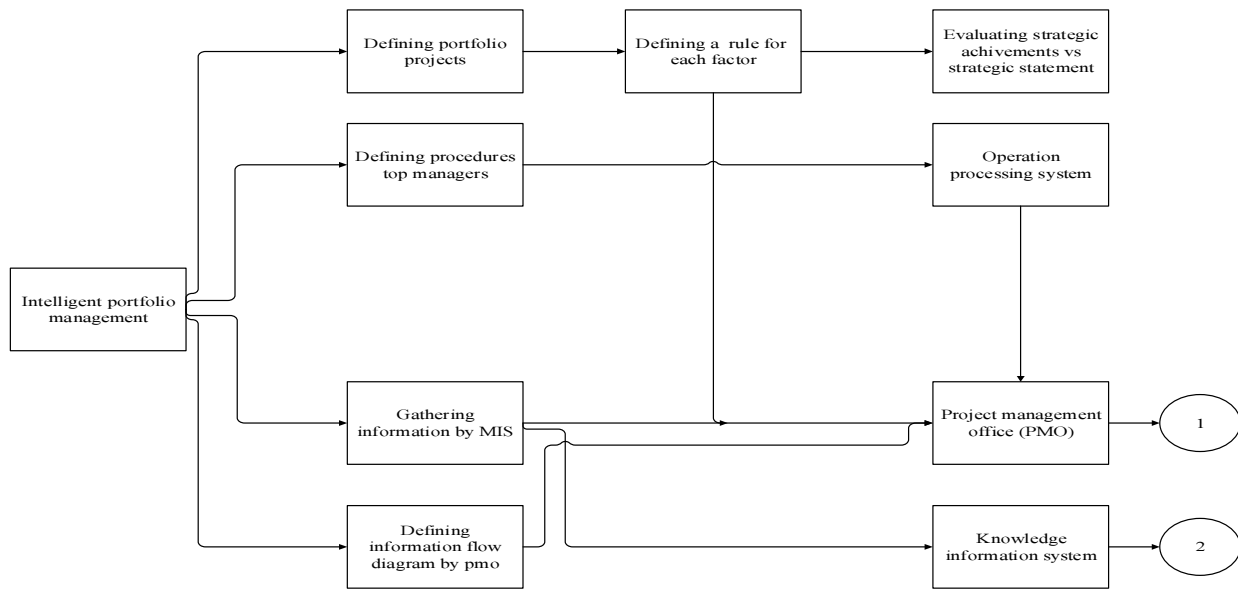 Defining portfolio
projects
Defining a rule for
each factor
Evaluating strategic
achivements vs
strategic statement
Defining procedures
top managers
Operation
processing system
Intelligent portfolio
management
Gathering
information by MIS
Project management
office (PMO)
1
Defining
information flow
diagram by pmo
Knowledge
information system
2